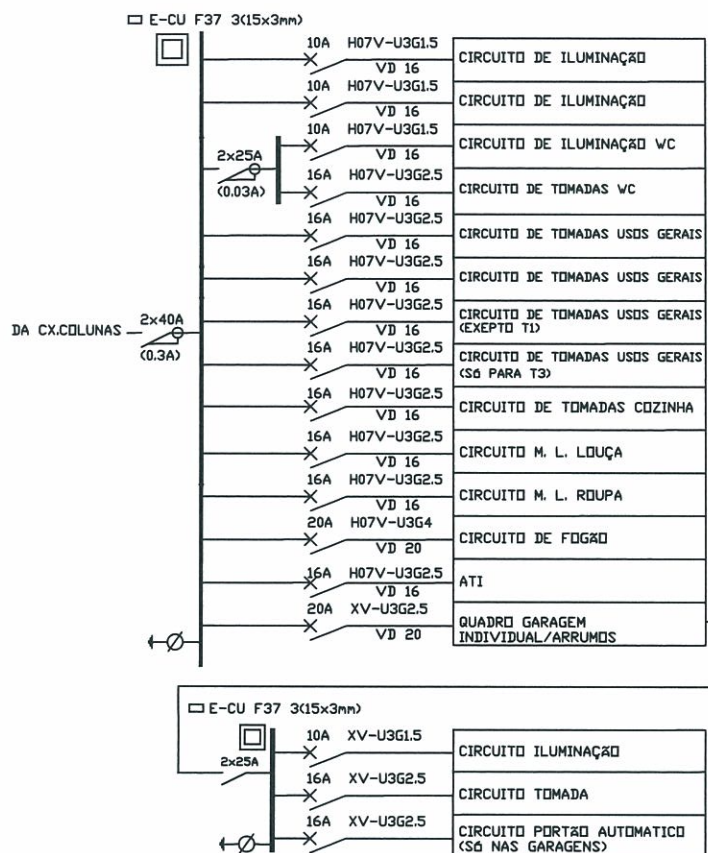 E-CU F37 3(15x3mm)
10A H07V-U3G1.5
VD 16
CIRCUITO DE ILUMINAÇÃO
10A H07V-U3G1.5
VD 16
CIRCUITO DE ILUMINAÇÃO
10A H07V-U3G1.5
VD 16
CIRCUITO DE ILUMINAÇÃO WC
2x25A
(0.03A)
16A H07V-U3G2.5
VD 16
CIRCUITO DE TOMADAS WC
16A H07V-U3G2.5
VD 16
CIRCUITO DE TOMADAS USOS GERAIS
16A H07V-U3G2.5
VD 16
CIRCUITO DE TOMADAS USOS GERAIS
16A H07V-U3G2.5
VD 16
CIRCUITO DE TOMADAS USOS GERAIS
(EXEPTO T1)
DA CX.COLUNAS
2x40A
(0.3A)
16A H07V-U3G2.5
VD 16
CIRCUITO DE TOMADAS USOS GERAIS
(Só PARA T3)
16A H07V-U3G2.5
VD 16
CIRCUITO DE TOMADAS COZINHA
16A H07V-U3G2.5
VD 16
CIRCUITO M. L. LOUÇA
16A H07V-U3G2.5
VD 16
CIRCUITO M. L. ROUPA
20A H07V-U3G4
VD 20
CIRCUITO DE FOGÃO
16A H07V-U3G2.5
VD 16
ATI
20A XV-U3G2.5
VD 20
QUADRO GARAGEM
INDIVIDUAL/ARRUMOS
E-CU F37 3(15x3mm)
2x25A
10A XV-U3G1.5
CIRCUITO ILUMINAÇÃO
16A XV-U3G2.5
CIRCUITO TOMADA
16A XV-U3G2.5
CIRCUITO PORTÃO AUTOMATICO
(Só NAS GARAGENS)